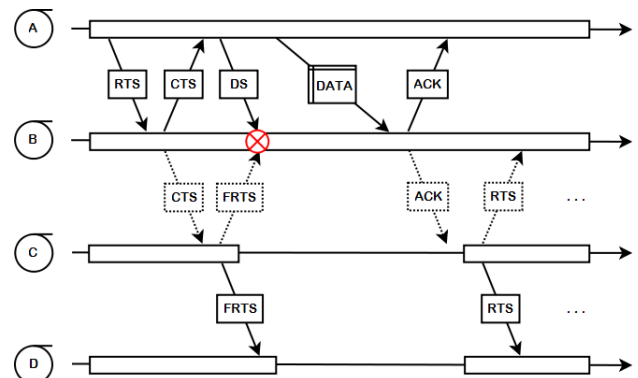 A
RTS CTS DS DATA ACK
B
CTS FRTS ACK RTS ...
C
FRTS RTS ...
D